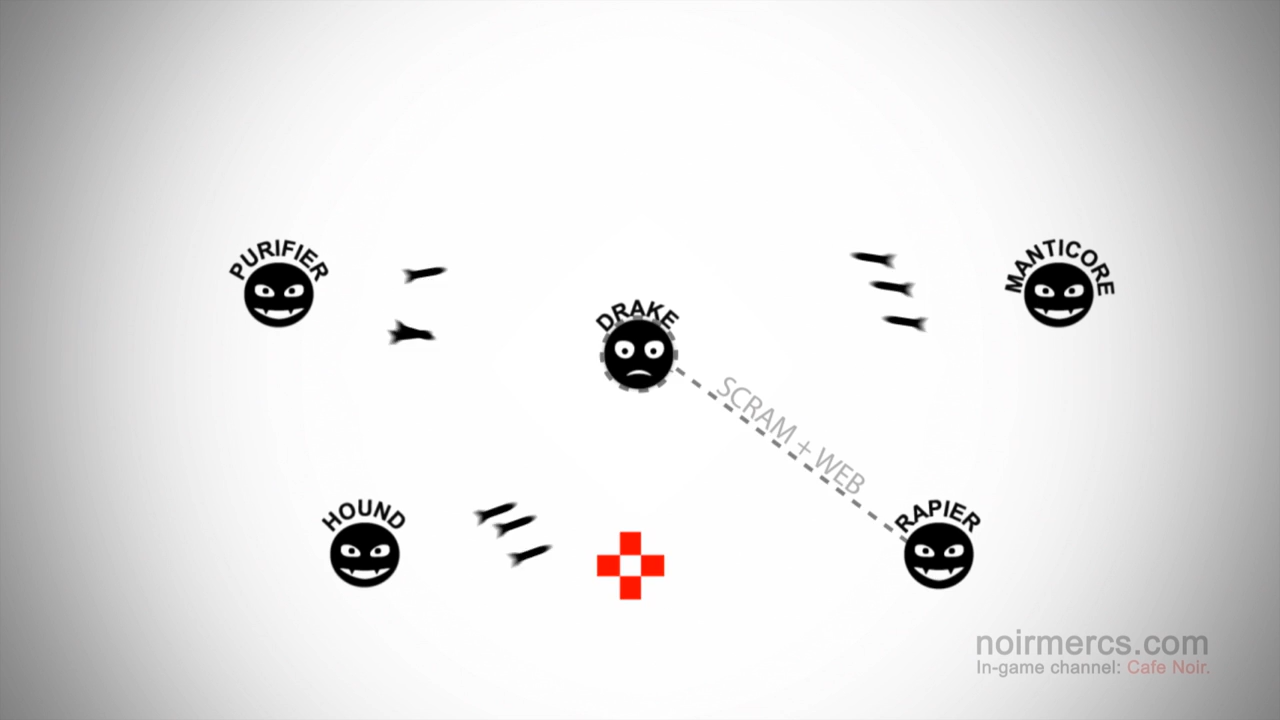 PURIFIER
MANTICORE
DRAKE
SCRAM + WEB
HOUND
RAPIER
noirmercs.com
In-game channel: Cafe Noir.